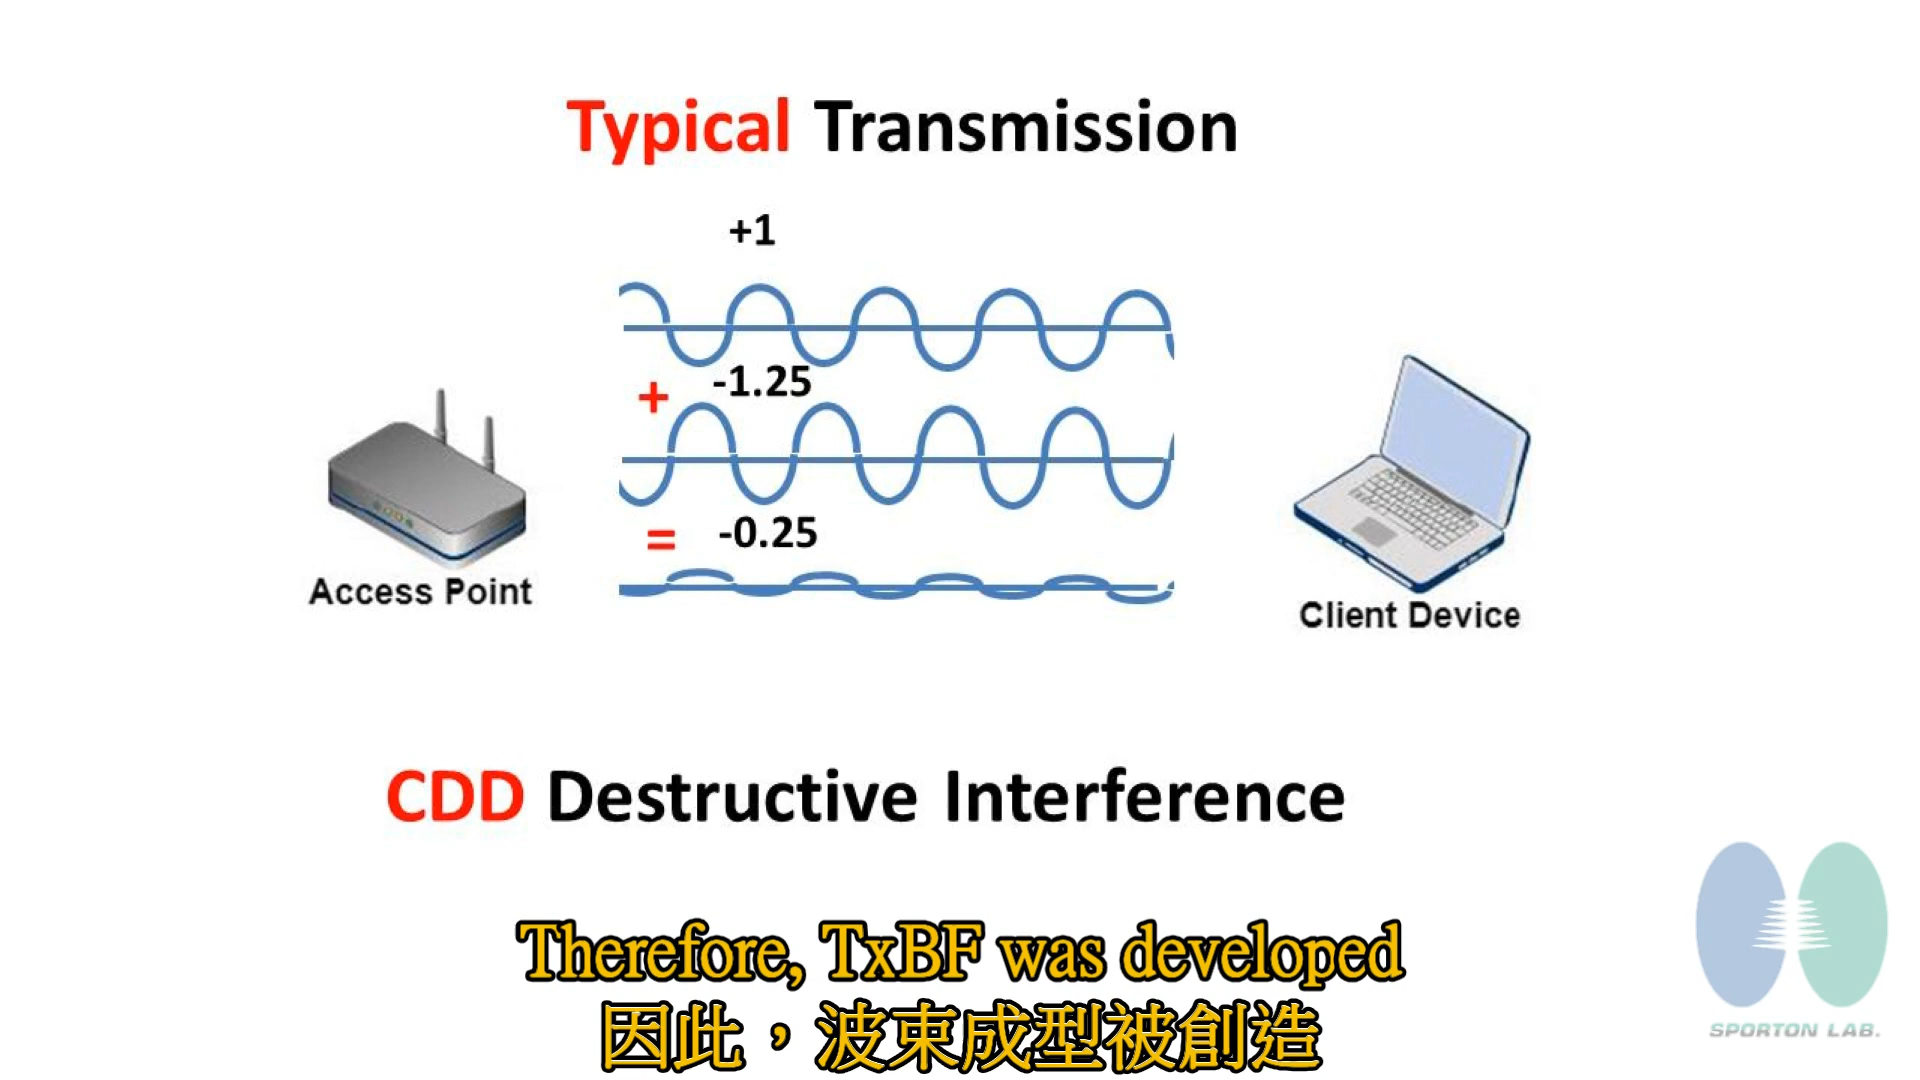 Typical Transmission
+1
+ -1.25
= -0.25
Access Point
Client Device
CDD Destructive Interference
Therefore, TxBF was developed
因此，波束成型被創造
SPORTON LAB.